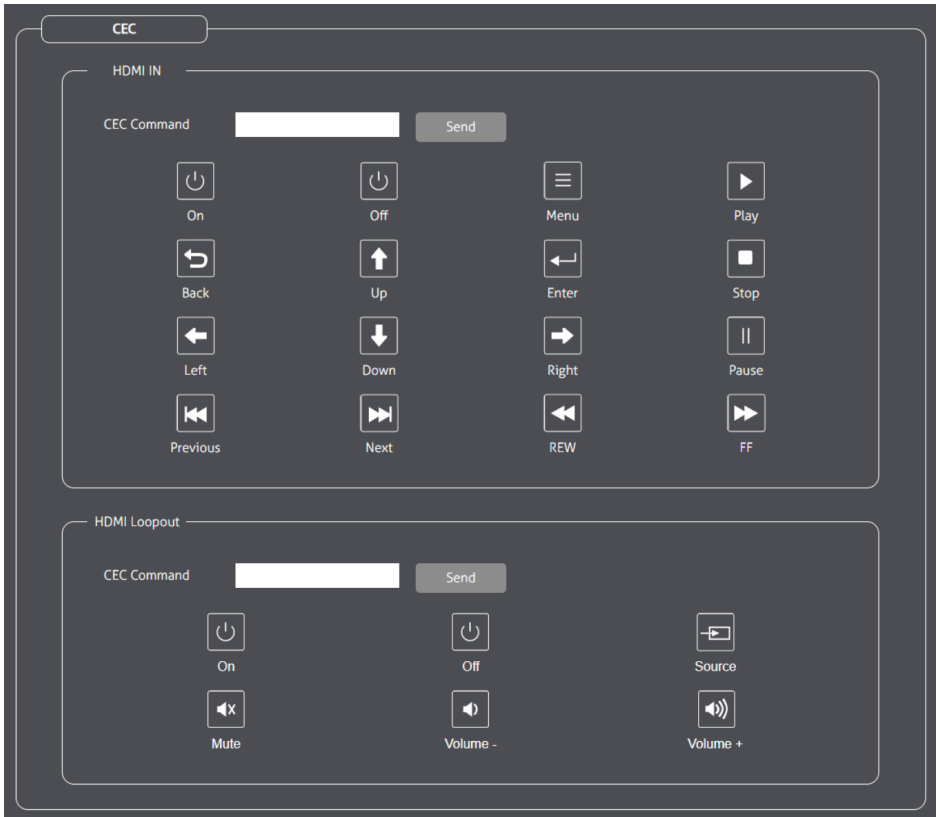 CEC
HDMI IN
CEC Command Send
On Off Menu Play
Back Up Enter Stop
Left Down Right Pause
Previous Next REW FF
HDMI Loopout
CEC Command Send
On Off Source
Mute Volume - Volume +